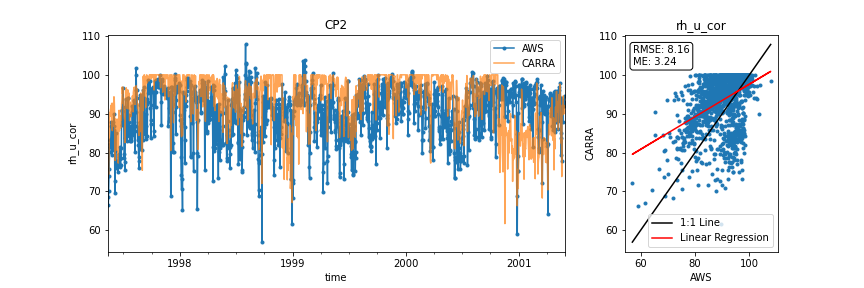 CP2
rh_u_cor
110
100
90
80
70
60
rh_u_cor
AWS
CARRA
1998
1999
2000
2001
time
rh_u_cor
110
100
90
80
70
60
CARRA
RMSE: 8.16
ME: 3.24
1:1 Line
Linear Regression
60
80
100
AWS